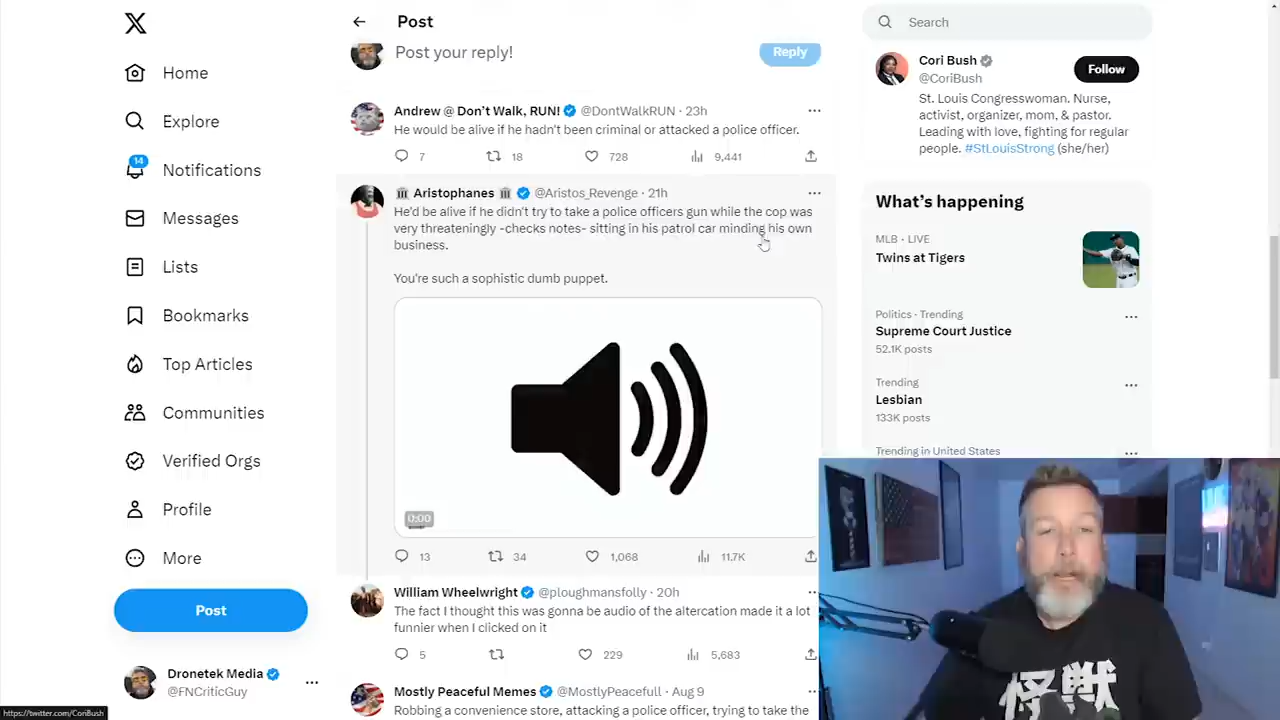 Post
Search
Post your reply!
Reply
Home
Explore
14
Notifications
Messages
Lists
Bookmarks
Top Articles
Communities
Verified Orgs
Profile
More
Post
Dronetek Media
@FNCriticGuy
https://twitter.com/CoriBush
Andrew @ Don't Walk, RUN! @DontWalkRUN · 23h
He would be alive if he hadn't been criminal or attacked a police officer.
7 18 728 9,441
Aristophanes @Aristos_Revenge · 21h
He'd be alive if he didn't try to take a police officers gun while the cop was
very threateningly -checks notes- sitting in his patrol car minding his own
business.
You're such a sophistic dumb puppet.
0:00
13 34 1,068 11.7K
William Wheelwright @ploughmansfolly · 20h
The fact I thought this was gonna be audio of the altercation made it a lot
funnier when I clicked on it
5 229 5,683
Mostly Peaceful Memes @MostlyPeacefull · Aug 9
Robbing a convenience store, attacking a police officer, trying to take the
Cori Bush
@CoriBush
Follow
St. Louis Congresswoman. Nurse,
activist, organizer, mom, & pastor.
Leading with love, fighting for regular
people. #StLouisStrong (she/her)
What's happening
MLB · LIVE
Twins at Tigers
Politics · Trending
Supreme Court Justice
52.1K posts
Trending
Lesbian
133K posts
Trending in United States
怪獣